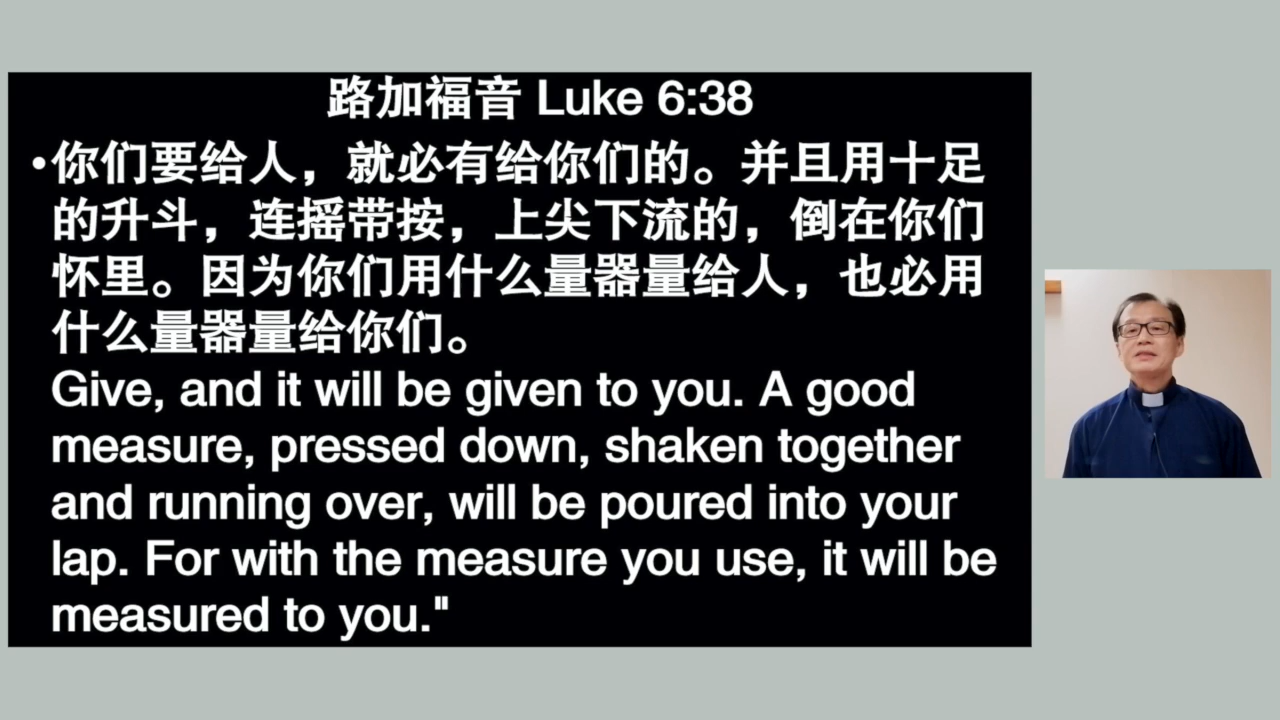 路加福音 Luke 6:38
•你们要给人，就必有给你们的。并且用十足
的升斗，连摇带按，上尖下流的，倒在你们
怀里。因为你们用什么量器量给人，也必用
什么量器量给你们。
Give, and it will be given to you. A good
measure, pressed down, shaken together
and running over, will be poured into your
lap. For with the measure you use, it will be
measured to you."